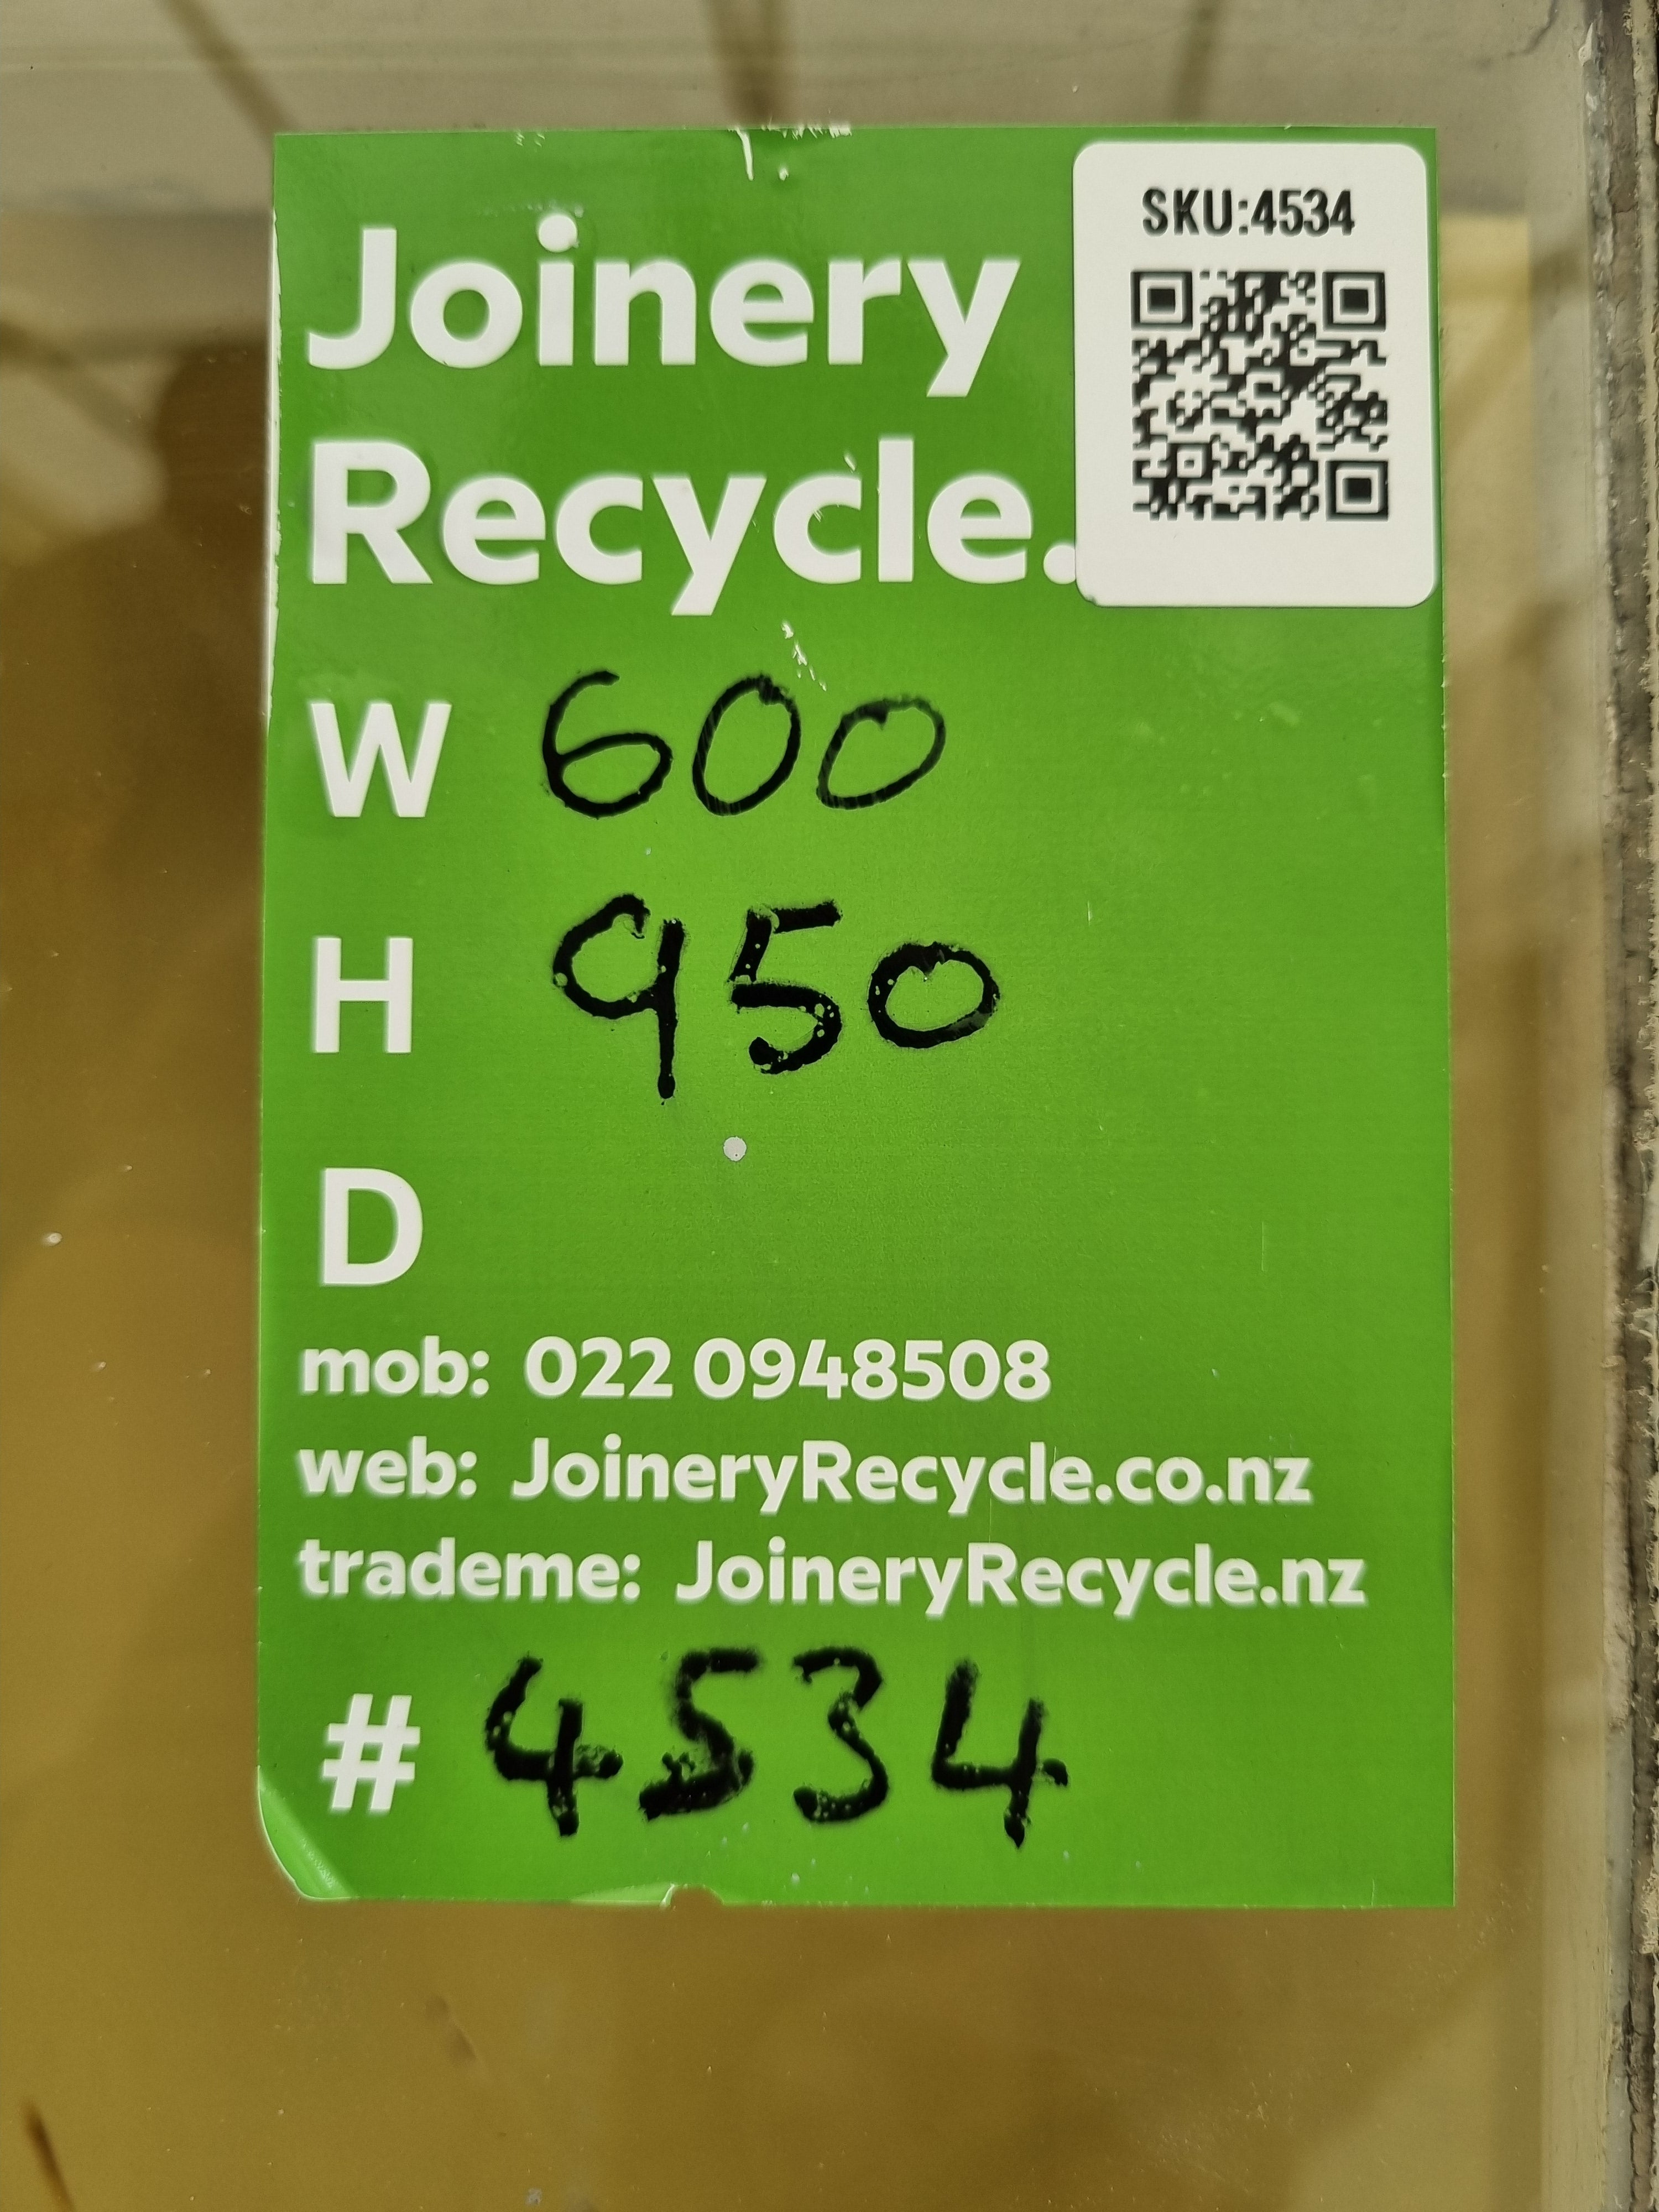 Joinery
Recycle.
SKU:4534
W 600
H 950
D
mob: 022 0948508
web: JoineryRecycle.co.nz
trademe: JoineryRecycle.nz
# 4534